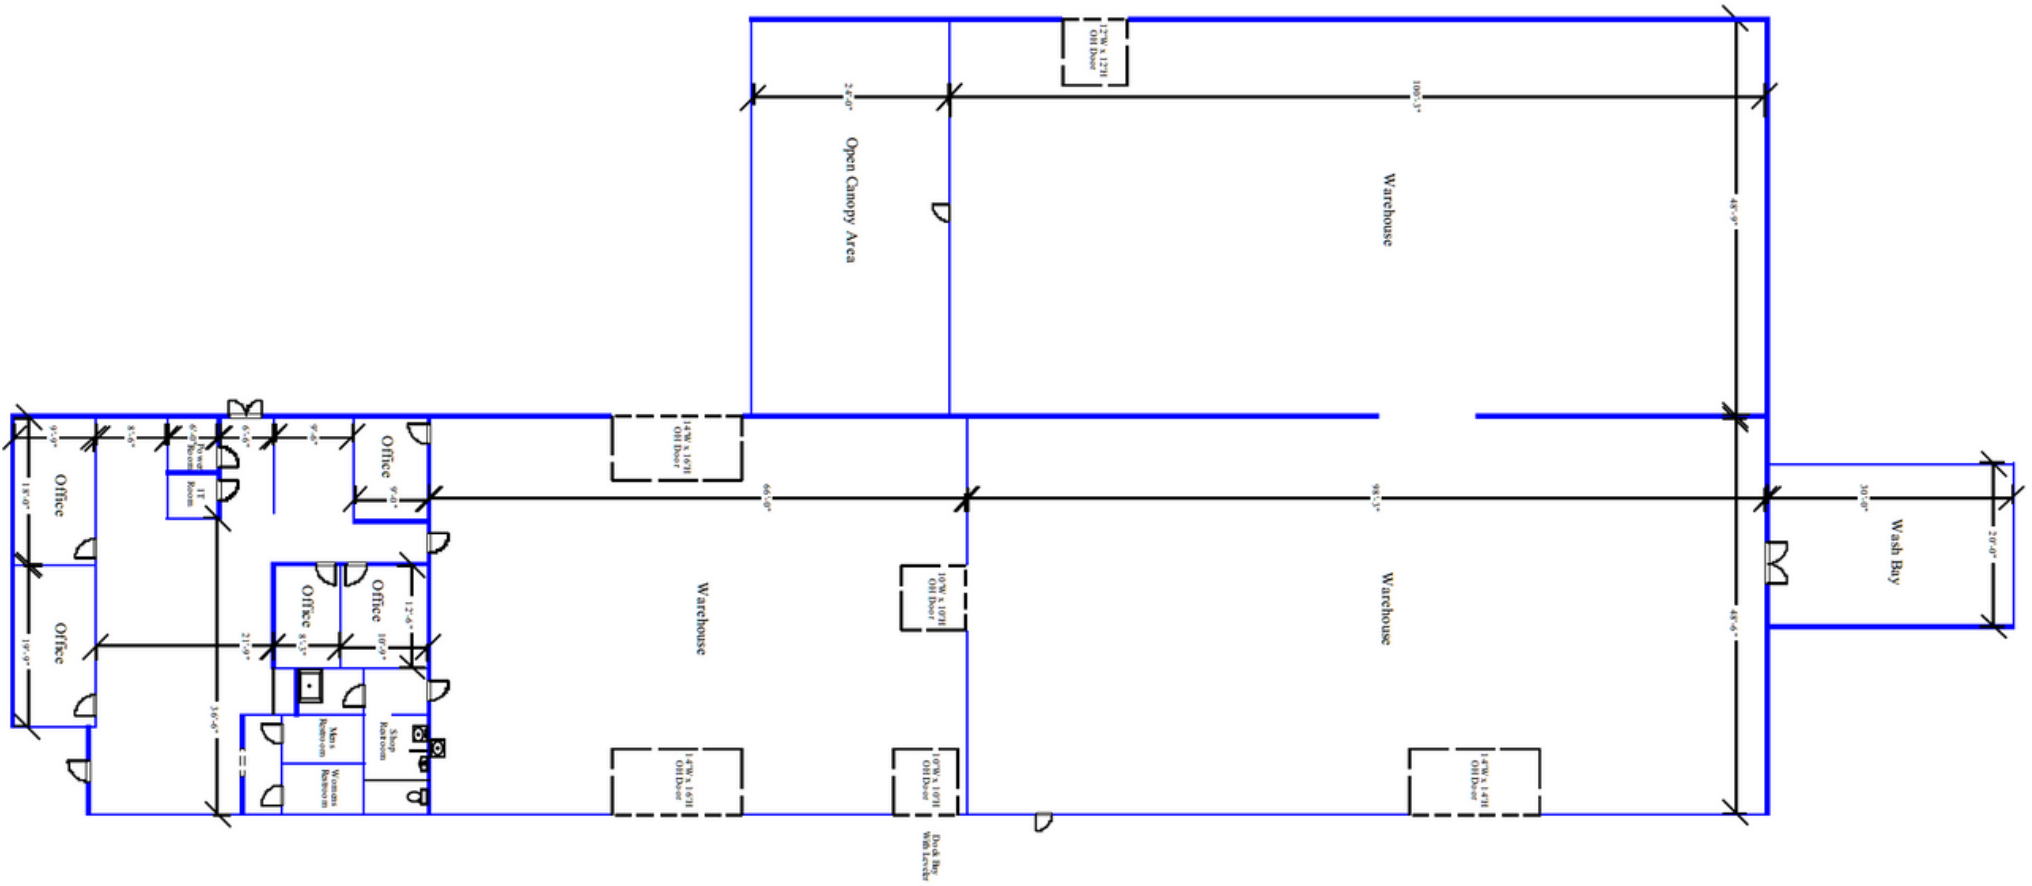 12"W x 12"H
OH Door
24'-0"
100'-3"
Open Canopy Area
Warehouse
48'-9"
9'-9"
8'-6"
6'-0"
6'-6"
9'-6"
Power
Room
IT
Room
Office
9'-0"
Office
18'-0"
14"W x 16"H
OH Door
66'-0"
98'-3"
30'-0"
Wash Bay
20'-0"
10"W x 10"H
OH Door
Warehouse
Warehouse
48'-6"
Office
Office
12'-6"
Office
19'-9"
21'-9"
8'-3"
10'-9"
36'-6"
Mens
Restroom
Shop
Restroom
Womens
Restroom
14"W x 16"H
OH Door
10"W x 10"H
OH Door
14"W x 14"H
OH Door
Dock Bay
With Leveler